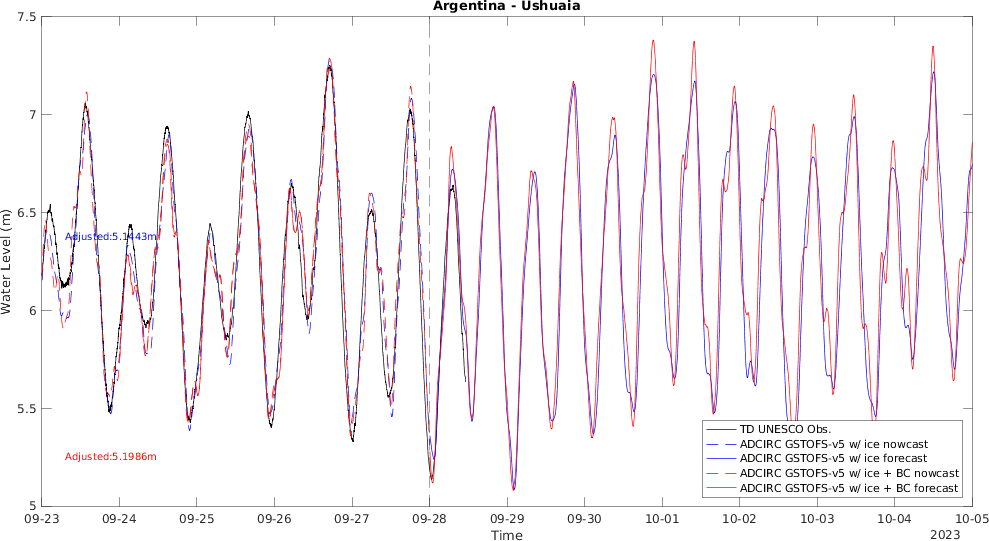 Argentina - Ushuaia
7.5
7
6.5
6
5.5
5
Water Level (m)
Adjusted:5.1443m
Adjusted:5.1986m
TD UNESCO Obs.
ADCIRC GSTOFS-v5 w/ ice nowcast
ADCIRC GSTOFS-v5 w/ ice forecast
ADCIRC GSTOFS-v5 w/ ice + BC nowcast
ADCIRC GSTOFS-v5 w/ ice + BC forecast
09-23 09-24 09-25 09-26 09-27 09-28 09-29 09-30 10-01 10-02 10-03 10-04 10-05
Time
2023